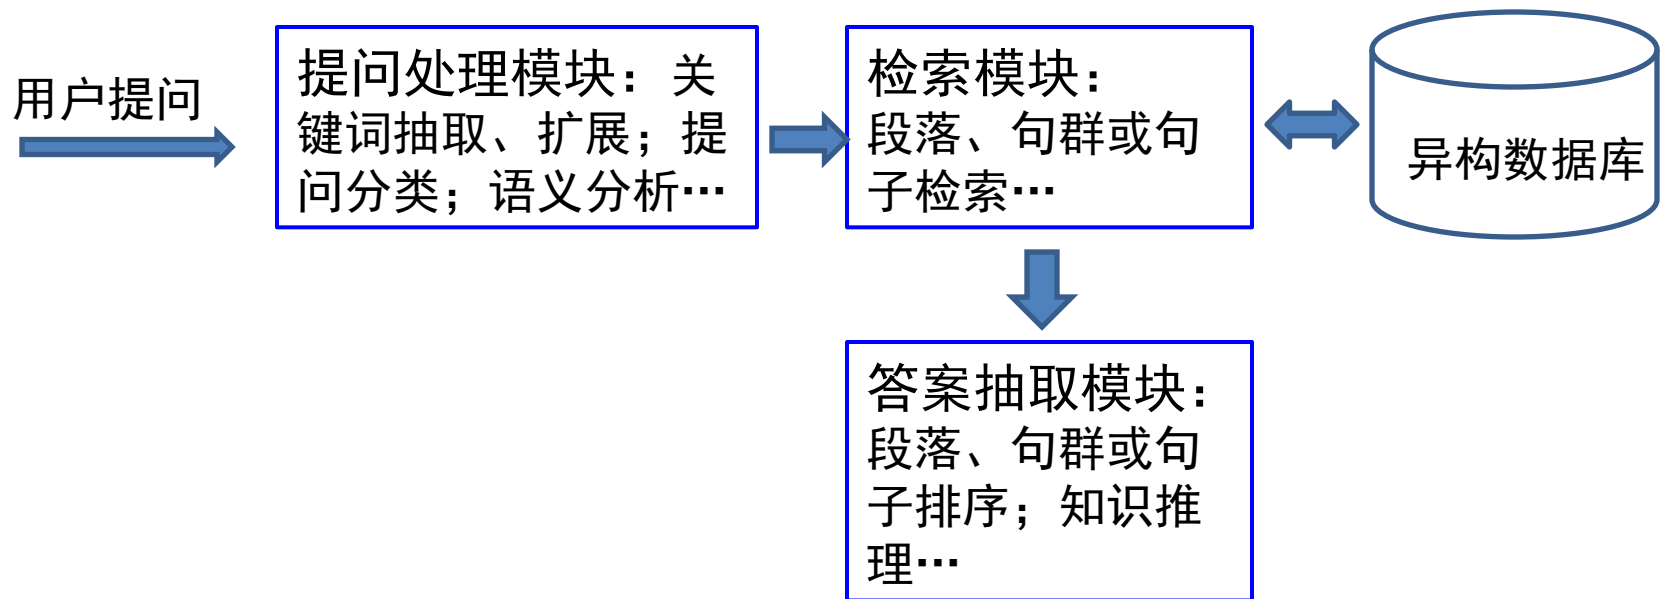 用户提问
提问处理模块：关
键词抽取、扩展；提
问分类；语义分析…
检索模块：
段落、句群或句
子检索…
异构数据库
答案抽取模块：
段落、句群或句
子排序；知识推
理…